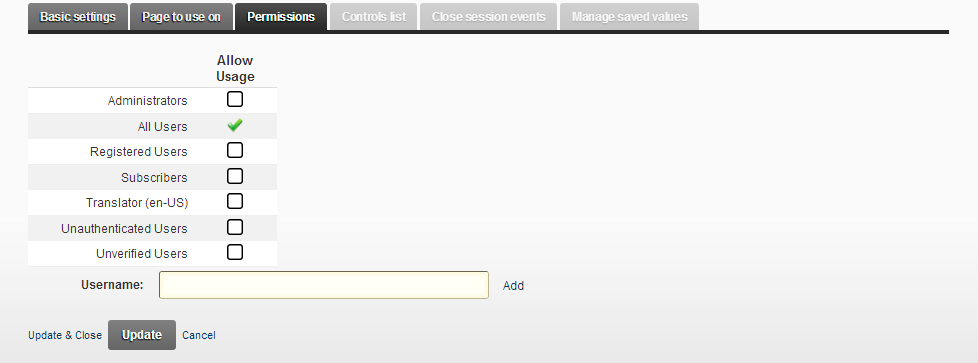 Basic settings Page to use on Permissions Controls list Close session events Manage saved values
Allow
Usage
Administrators
All Users
Registered Users
Subscribers
Translator (en-US)
Unauthenticated Users
Unverified Users
Username: Add
Update & Close Update Cancel